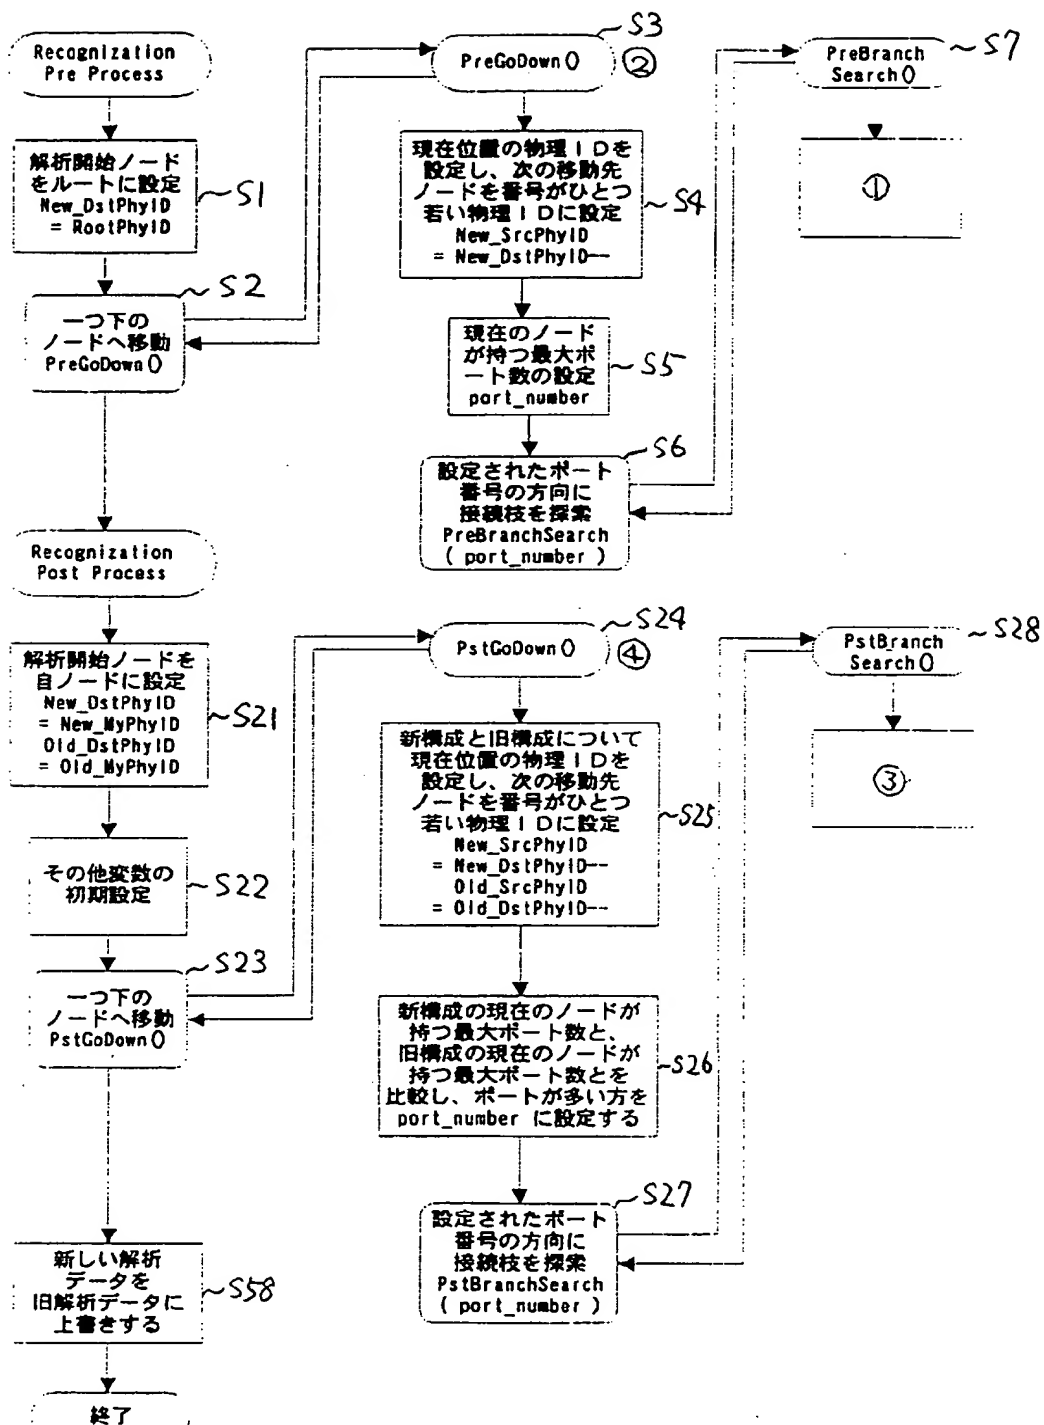 Recognization
Pre Process
解析開始ノード
をルートに設定
New_DstPhyID
= RootPhyID
S1
S2
一つ下の
ノードへ移動
PreGoDown()
S3
PreGoDown()
②
現在位置の物理IDを
設定し、次の移動先
ノードを番号がひとつ
若い物理IDに設定
New_SrcPhyID
= New_DstPhyID--
S4
現在のノード
が持つ最大ポ
ート数の設定
port_number
S5
S6
設定されたポート
番号の方向に
接続枝を探索
PreBranchSearch
( port_number )
PreBranch
Search()
S7
①
Recognization
Post Process
解析開始ノードを
自ノードに設定
New_DstPhyID
= New_MyPhyID
Old_DstPhyID
= Old_MyPhyID
S21
その他変数の
初期設定
S22
S23
一つ下の
ノードへ移動
PstGoDown()
S24
PstGoDown()
④
新構成と旧構成について
現在位置の物理IDを
設定し、次の移動先
ノードを番号がひとつ
若い物理IDに設定
New_SrcPhyID
= New_DstPhyID--
Old_SrcPhyID
= Old_DstPhyID--
S25
新構成の現在のノードが
持つ最大ポート数と、
旧構成の現在のノードが
持つ最大ポート数とを
比較し、ポートが多い方を
port_number に設定する
S26
S27
設定されたポート
番号の方向に
接続枝を探索
PstBranchSearch
( port_number )
PstBranch
Search()
S28
③
新しい解析
データを
旧解析データに
上書きする
S58
終了